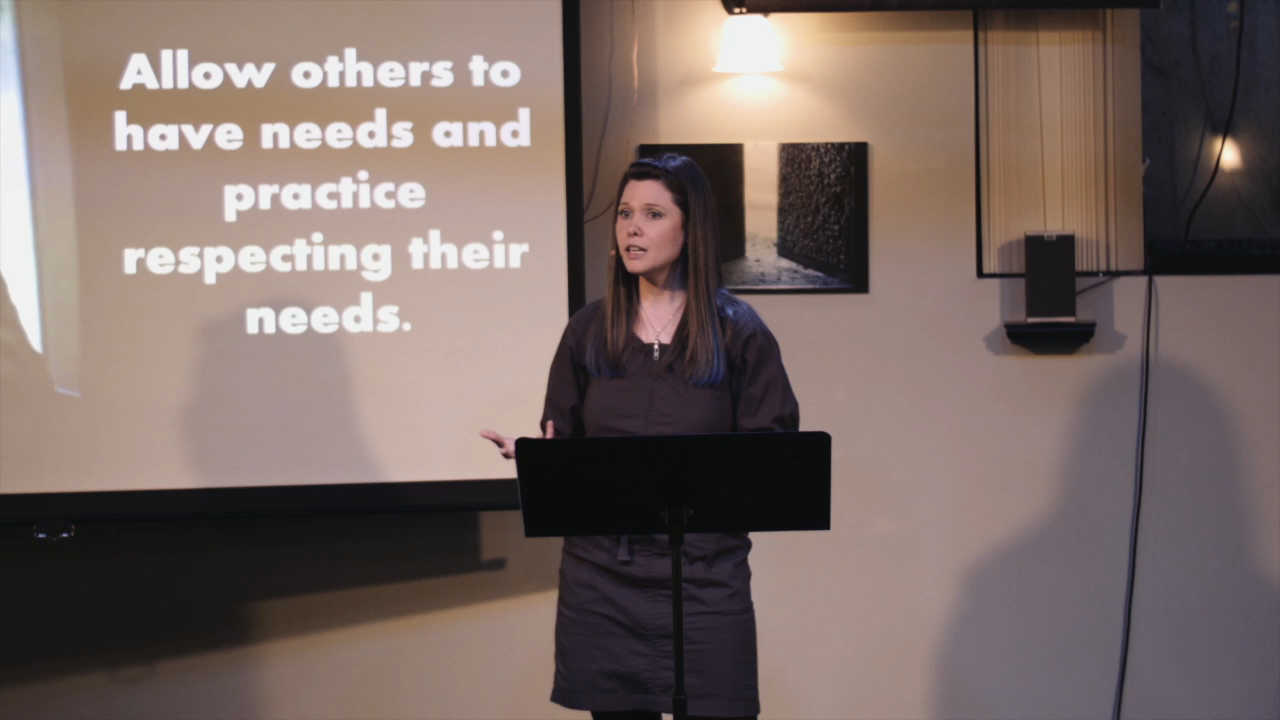 Allow others to
have needs and
practice
respecting their
needs.